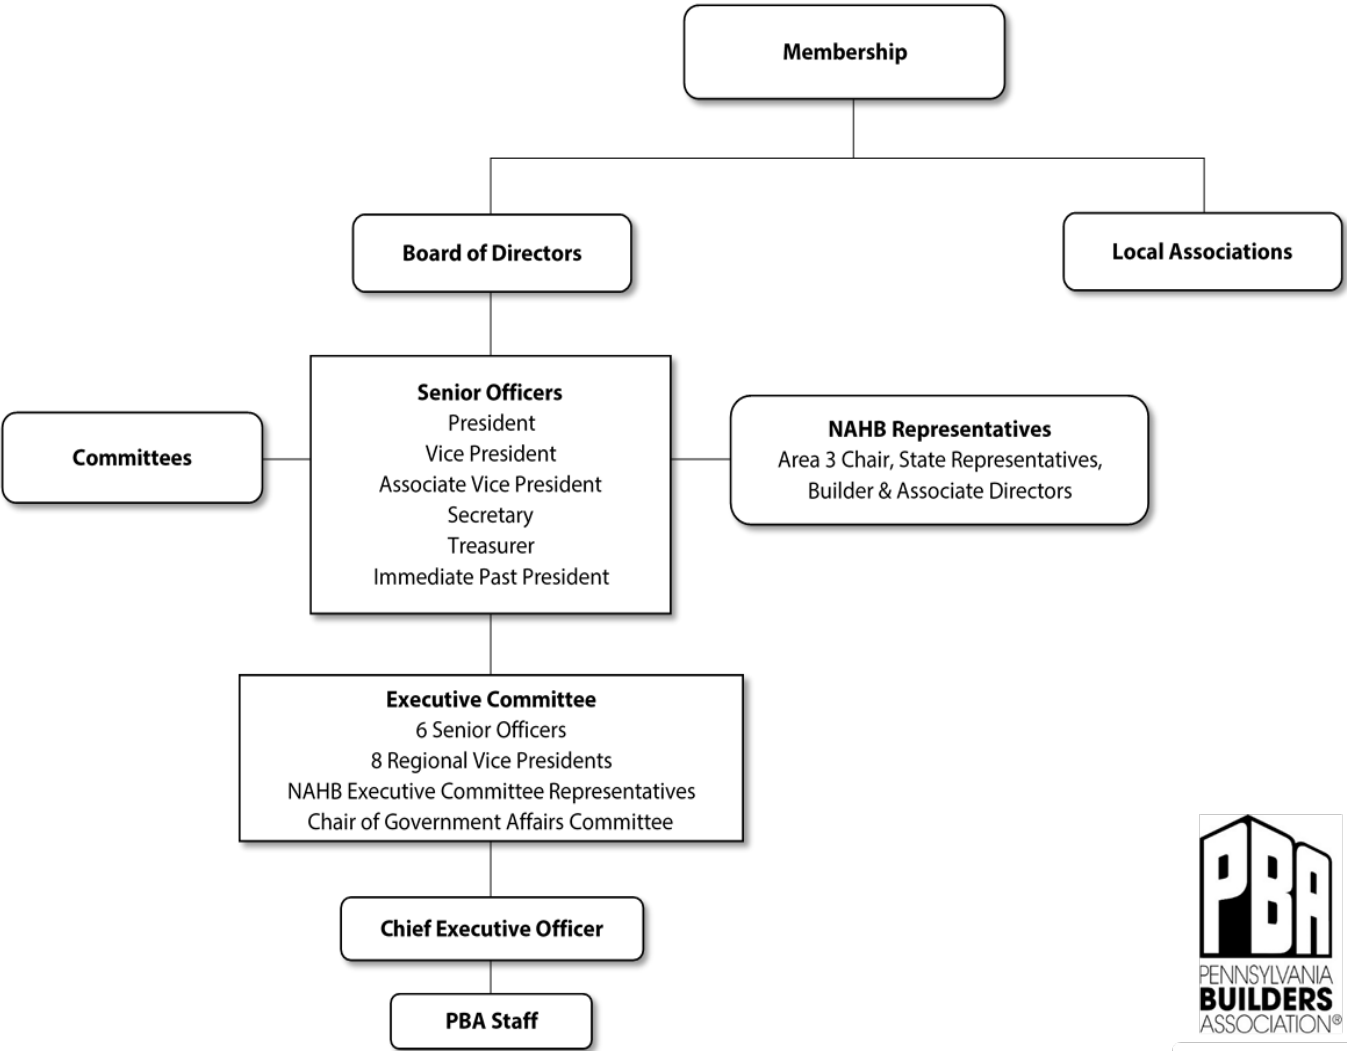 Membership
Board of Directors
Local Associations
Senior Officers
President
Vice President
Associate Vice President
Secretary
Treasurer
Immediate Past President
Committees
NAHB Representatives
Area 3 Chair, State Representatives,
Builder & Associate Directors
Executive Committee
6 Senior Officers
8 Regional Vice Presidents
NAHB Executive Committee Representatives
Chair of Government Affairs Committee
Chief Executive Officer
PBA Staff
PBA
PENNSYLVANIA
BUILDERS
ASSOCIATION®